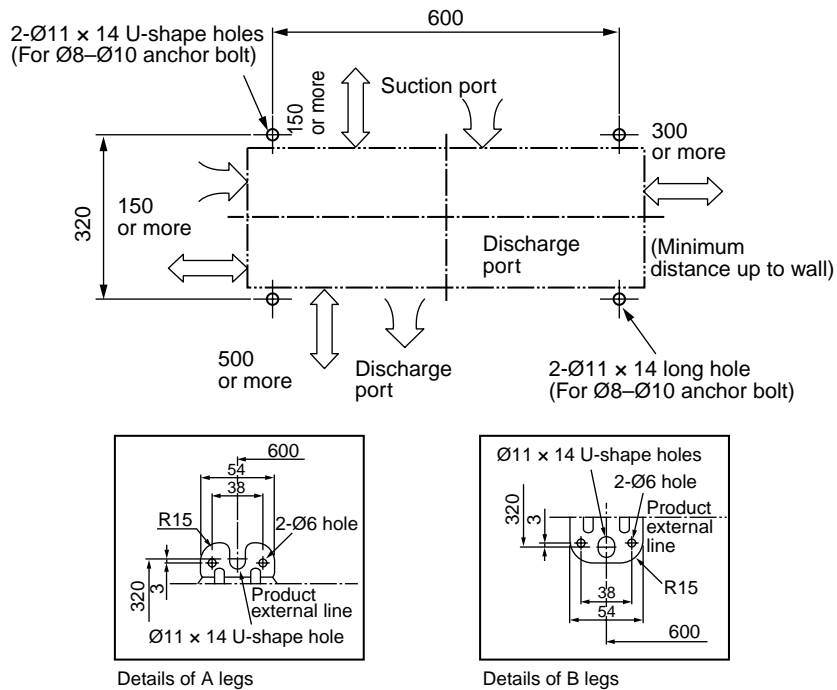 600
2-Ø11 × 14 U-shape holes
(For Ø8–Ø10 anchor bolt)
150
or more
Suction port
300
or more
320
150
or more
Discharge
port
(Minimum
distance up to wall)
500
or more
Discharge
port
2-Ø11 × 14 long hole
(For Ø8–Ø10 anchor bolt)
600
54
38
R15
2-Ø6 hole
320
3
Product
external line
Ø11 × 14 U-shape hole
Details of A legs
Ø11 × 14 U-shape holes
2-Ø6 hole
320
3
Product
external
line
R15
38
54
600
Details of B legs